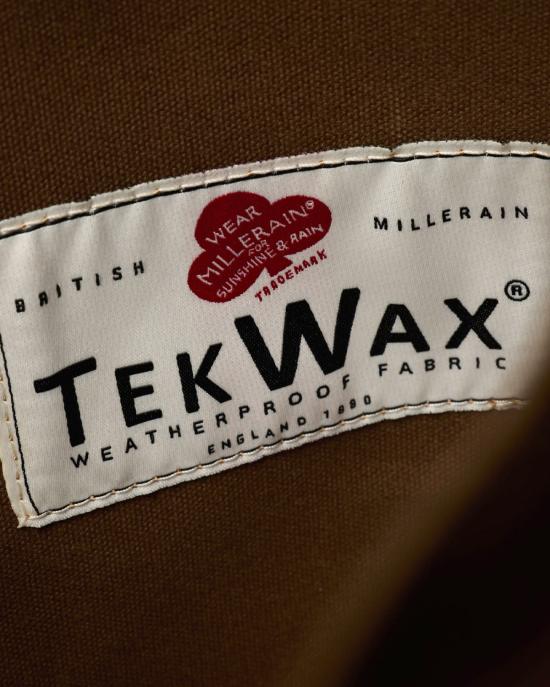 BRITISH MILLERAIN
WEAR
MILLERAIN®
FOR
SUNSHINE & RAIN
TRADEMARK
TEKWAX®
WEATHERPROOF FABRIC
ENGLAND 1880